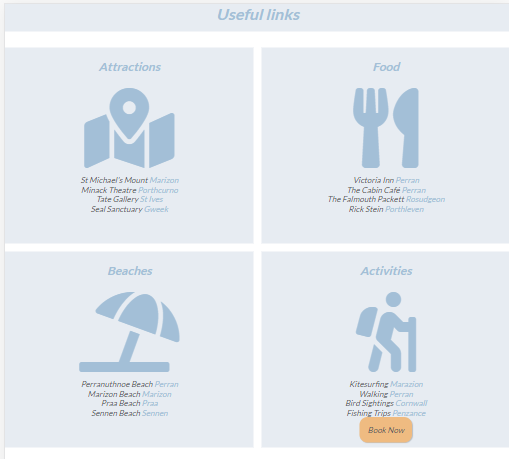 Useful links
Attractions
St Michael's Mount Marizon
Minack Theatre Porthcurno
Tate Gallery St Ives
Seal Sanctuary Gweek
Food
Victoria Inn Perran
The Cabin Café Perran
The Falmouth Packett Rosudgeon
Rick Stein Porthleven
Beaches
Perranuthnoe Beach Perran
Marizon Beach Marizon
Praa Beach Praa
Sennen Beach Sennen
Activities
Kitesurfing Marazion
Walking Perran
Bird Sightings Cornwall
Fishing Trips Penzance
Book Now